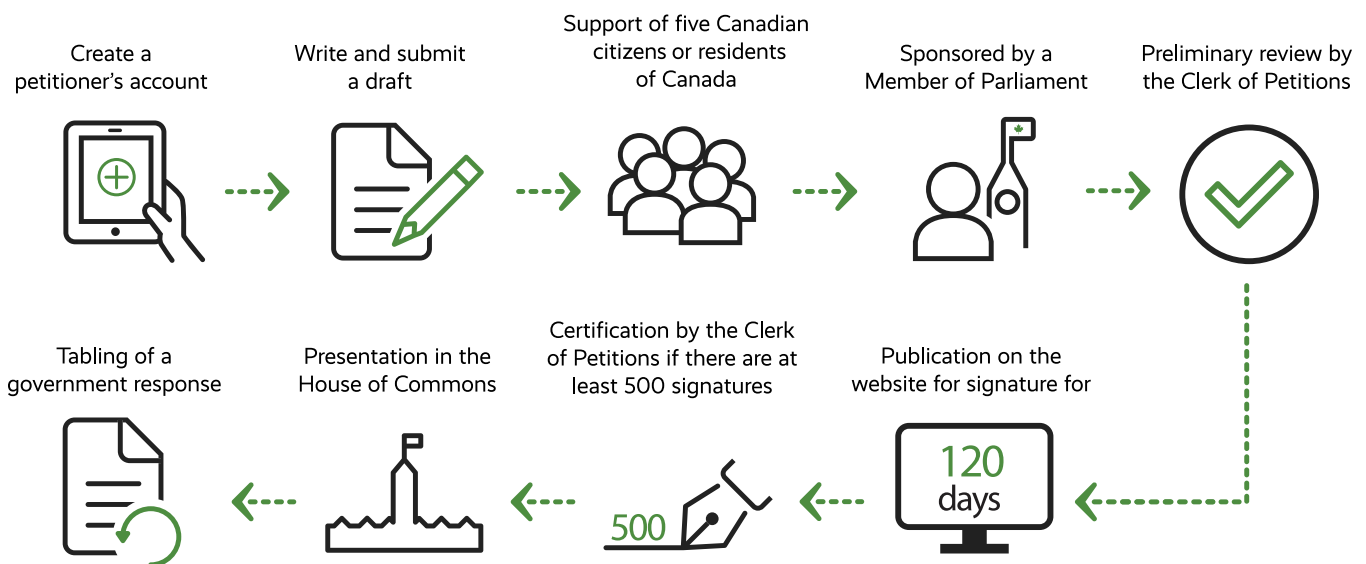 Create a
petitioner's account
Write and submit
a draft
Support of five Canadian
citizens or residents
of Canada
Sponsored by a
Member of Parliament
Preliminary review by
the Clerk of Petitions
Publication on the
website for signature for
120
days
Certification by the Clerk
of Petitions if there are at
least 500 signatures
500
Presentation in the
House of Commons
Tabling of a
government response